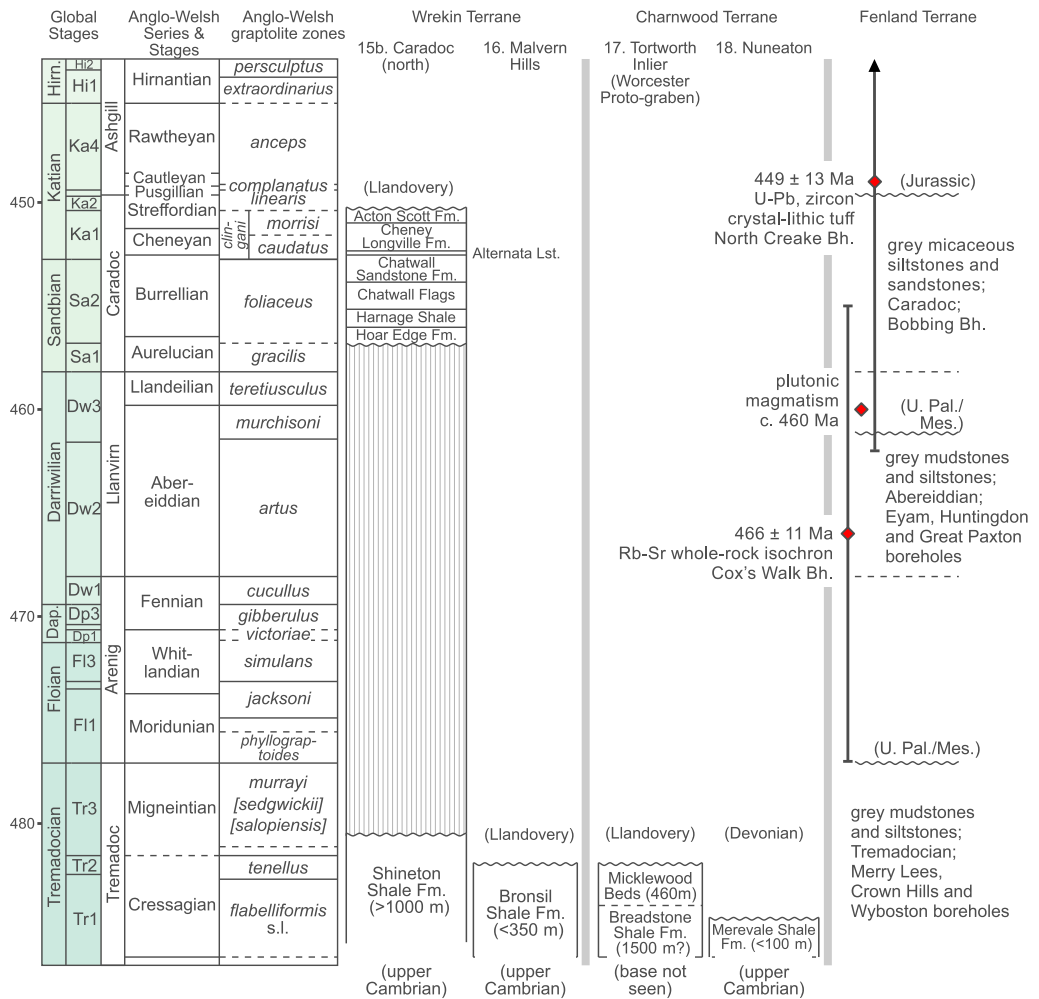 Global
Stages
Anglo-Welsh
Series &
Stages
Anglo-Welsh
graptolite zones
Wrekin Terrane
Charnwood Terrane
Fenland Terrane
15b. Caradoc
(north)
16. Malvern
Hills
17. Tortworth
Inlier
(Worcester
Proto-graben)
18. Nuneaton
450
460
470
480
Hirn.
Katian
Sandbian
Darriwilian
Dap.
Floian
Tremadocian
Hi2
Hi1
Ka4
Ka2
Ka1
Sa2
Sa1
Dw3
Dw2
Dw1
Dp3
Dp1
Fl3
Fl1
Tr3
Tr2
Tr1
Ashgill
Caradoc
Llanvirn
Arenig
Tremadoc
Hirnantian
Rawtheyan
Cautleyan
Pusgillian
Streffordian
Cheneyan
Burrellian
Aurelucian
Llandeilian
Aber-
eiddian
Fennian
Whit-
landian
Moridunian
Migneintian
Cressagian
persculptus
extraordinarius
anceps
complanatus
linearis
clin-
gani
morrisi
caudatus
foliaceus
gracilis
teretiusculus
murchisoni
artus
cucullus
gibberulus
victoriae
simulans
jacksoni
phyllograp-
toides
murrayi
[sedgwickii]
[salopiensis]
tenellus
flabelliformis
s.l.
(Llandovery)
Acton Scott Fm.
Cheney
Longville Fm.
Alternata Lst.
Chatwall
Sandstone Fm.
Chatwall Flags
Harnage Shale
Hoar Edge Fm.
Shineton
Shale Fm.
(>1000 m)
(upper
Cambrian)
(Llandovery)
Bronsil
Shale Fm.
(<350 m)
(upper
Cambrian)
(Llandovery)
Micklewood
Beds (460m)
Breadstone
Shale Fm.
(1500 m?)
(base not
seen)
(Devonian)
Merevale Shale
Fm. (<100 m)
(upper
Cambrian)
449 ± 13 Ma
U-Pb, zircon
crystal-lithic tuff
North Creake Bh.
(Jurassic)
grey micaceous
siltstones and
sandstones;
Caradoc;
Bobbing Bh.
plutonic
magmatism
c. 460 Ma
(U. Pal./
Mes.)
grey mudstones
and siltstones;
Abereiddian;
Eyam, Huntingdon
and Great Paxton
boreholes
466 ± 11 Ma
Rb-Sr whole-rock isochron
Cox's Walk Bh.
(U. Pal./Mes.)
grey mudstones
and siltstones;
Tremadocian;
Merry Lees,
Crown Hills and
Wyboston boreholes